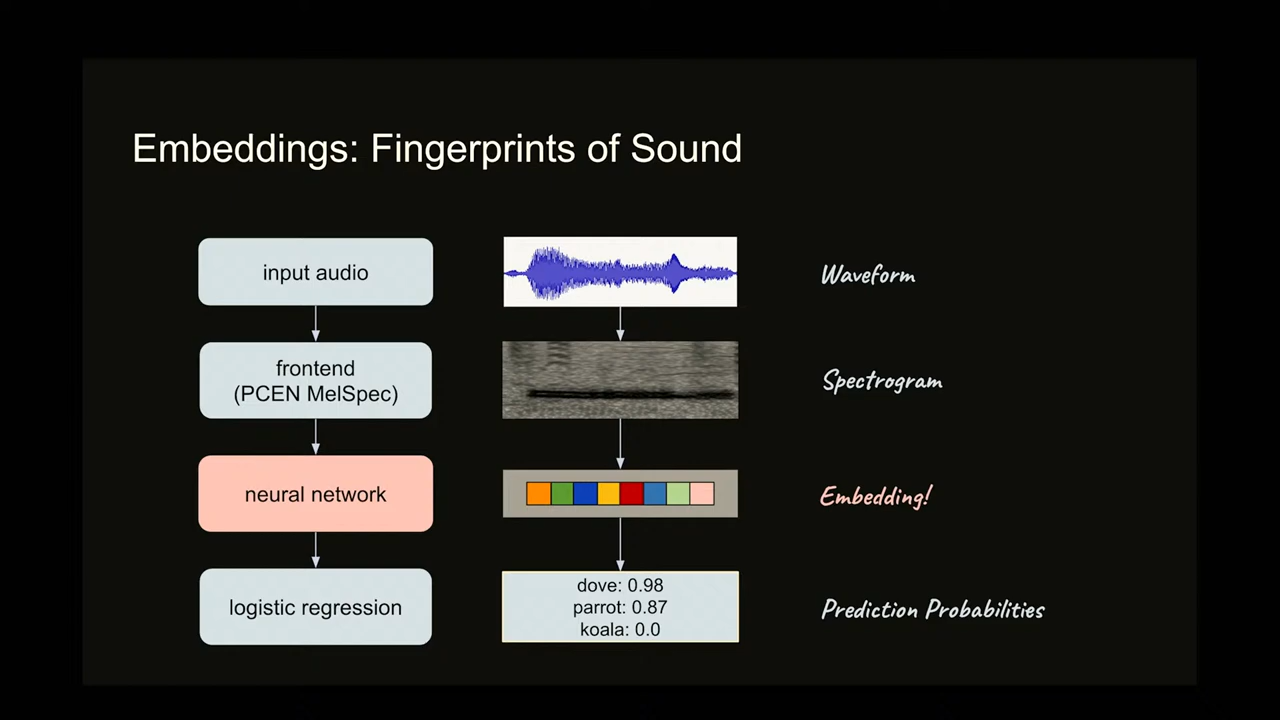 Embeddings: Fingerprints of Sound
input audio
Waveform
frontend
(PCEN MelSpec)
Spectrogram
neural network
Embedding!
logistic regression
dove: 0.98
parrot: 0.87
koala: 0.0
Prediction Probabilities